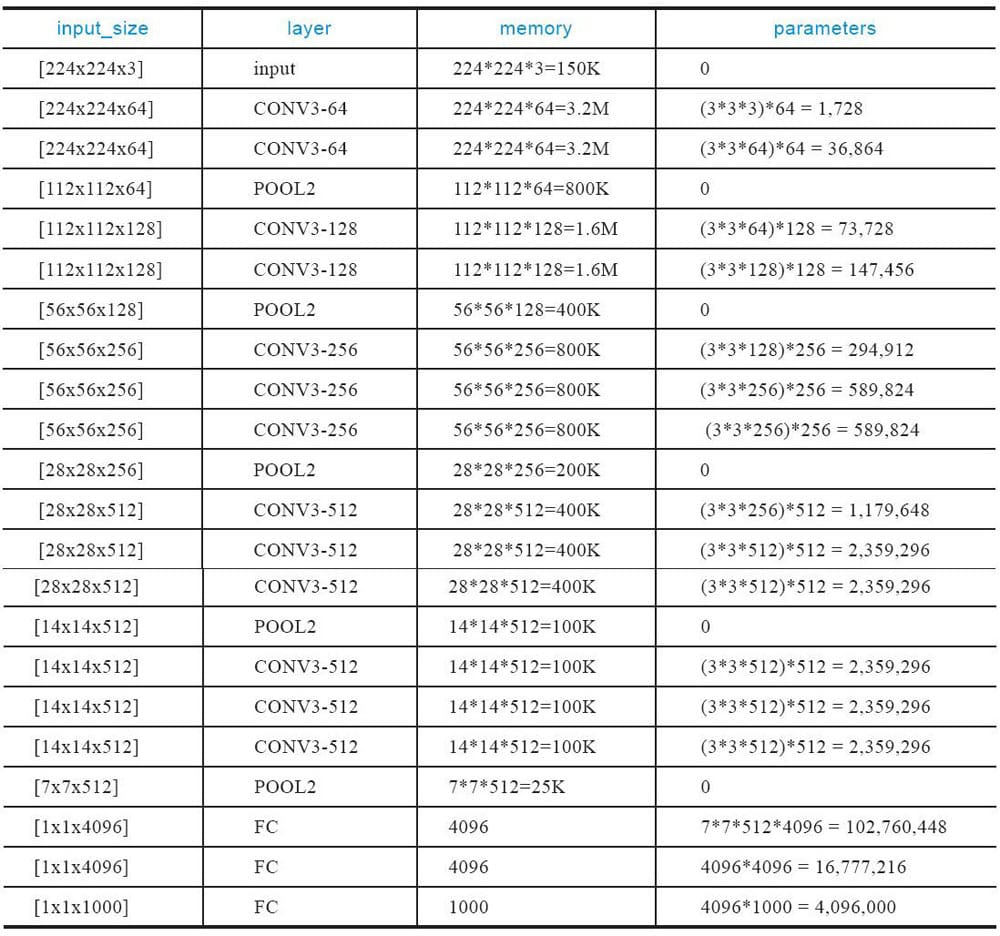 input_size layer memory parameters
[224x224x3] input 224*224*3=150K 0
[224x224x64] CONV3-64 224*224*64=3.2M (3*3*3)*64 = 1,728
[224x224x64] CONV3-64 224*224*64=3.2M (3*3*64)*64 = 36,864
[112x112x64] POOL2 112*112*64=800K 0
[112x112x128] CONV3-128 112*112*128=1.6M (3*3*64)*128 = 73,728
[112x112x128] CONV3-128 112*112*128=1.6M (3*3*128)*128 = 147,456
[56x56x128] POOL2 56*56*128=400K 0
[56x56x256] CONV3-256 56*56*256=800K (3*3*128)*256 = 294,912
[56x56x256] CONV3-256 56*56*256=800K (3*3*256)*256 = 589,824
[56x56x256] CONV3-256 56*56*256=800K (3*3*256)*256 = 589,824
[28x28x256] POOL2 28*28*256=200K 0
[28x28x512] CONV3-512 28*28*512=400K (3*3*256)*512 = 1,179,648
[28x28x512] CONV3-512 28*28*512=400K (3*3*512)*512 = 2,359,296
[28x28x512] CONV3-512 28*28*512=400K (3*3*512)*512 = 2,359,296
[14x14x512] POOL2 14*14*512=100K 0
[14x14x512] CONV3-512 14*14*512=100K (3*3*512)*512 = 2,359,296
[14x14x512] CONV3-512 14*14*512=100K (3*3*512)*512 = 2,359,296
[14x14x512] CONV3-512 14*14*512=100K (3*3*512)*512 = 2,359,296
[7x7x512] POOL2 7*7*512=25K 0
[1x1x4096] FC 4096 7*7*512*4096 = 102,760,448
[1x1x4096] FC 4096 4096*4096 = 16,777,216
[1x1x1000] FC 1000 4096*1000 = 4,096,000